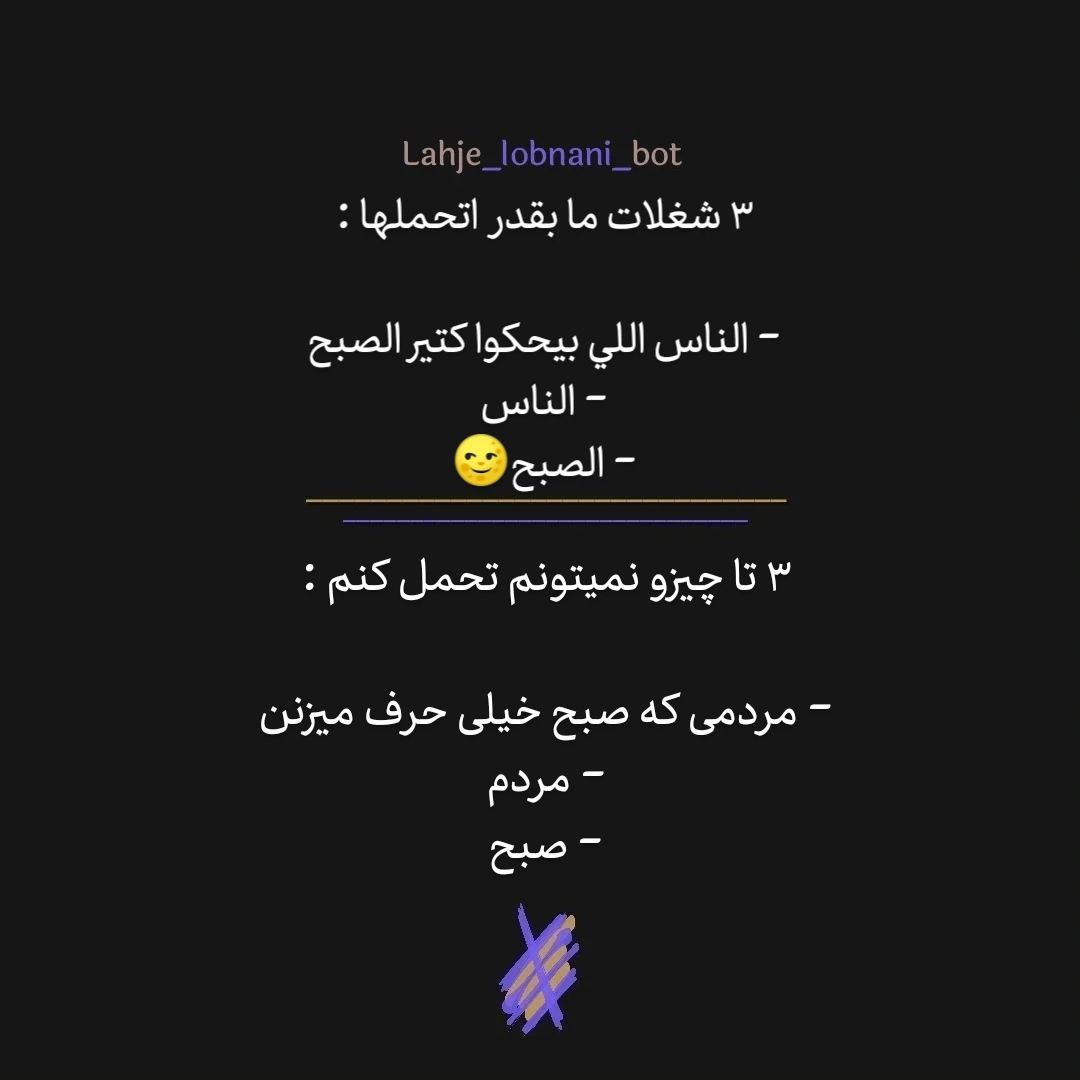 Lahje_lobnani_bot
٣ شغلات ما بقدر اتحملها :
- الناس اللي بيحكوا كتير الصبح
- الناس
- الصبح🌝
٣ تا چیزو نمیتونم تحمل کنم :
- مردمی که صبح خیلی حرف میزنن
- مردم
- صبح